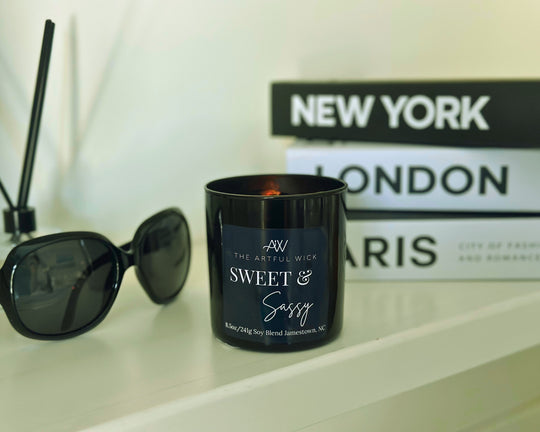 NEW YORK
LONDON
ARIS
CITY OF FASHI
AND ROMANCE
AW
THE ARTFUL WICK
SWEET &
Sassy
8.5oz/241g Soy Blend Jamestown, NC